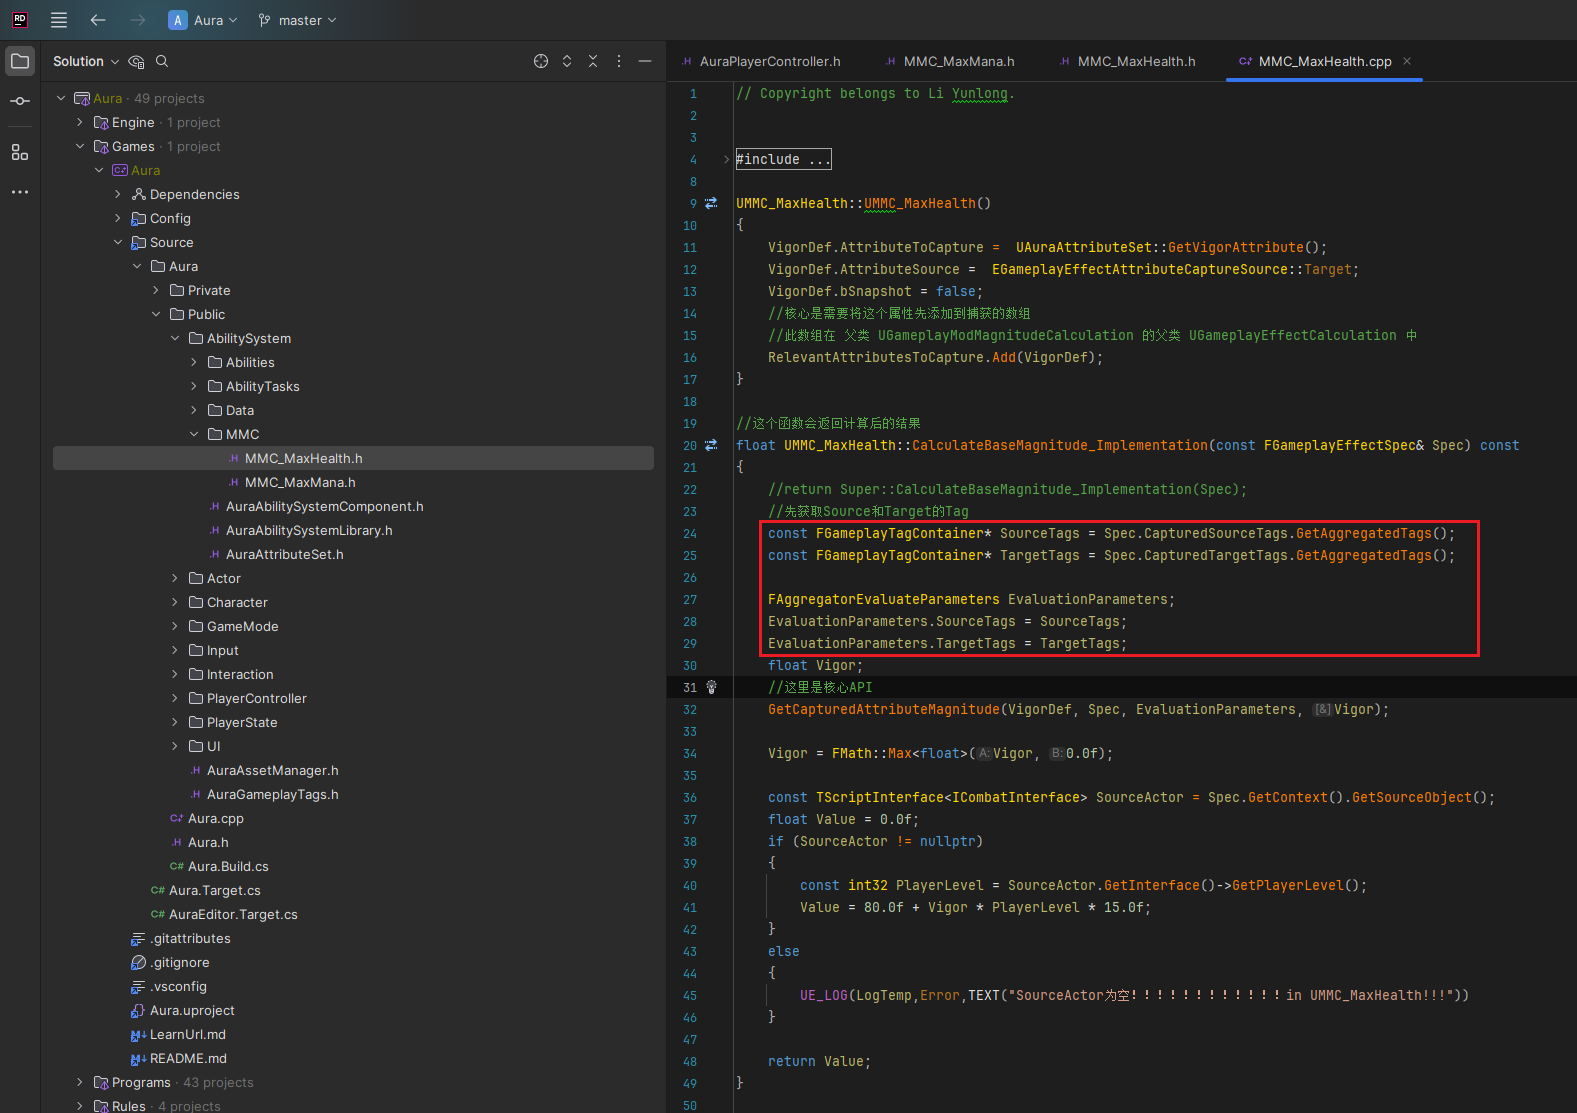 RD
A Aura master
Solution
Aura · 49 projects
Engine · 1 project
Games · 1 project
Aura
Dependencies
Config
Source
Aura
Private
Public
AbilitySystem
Abilities
AbilityTasks
Data
MMC
.H MMC_MaxHealth.h
.H MMC_MaxMana.h
.H AuraAbilitySystemComponent.h
.H AuraAbilitySystemLibrary.h
.H AuraAttributeSet.h
Actor
Character
GameMode
Input
Interaction
PlayerController
PlayerState
UI
.H AuraAssetManager.h
.H AuraGameplayTags.h
C+ Aura.cpp
.H Aura.h
C# Aura.Build.cs
C# Aura.Target.cs
C# AuraEditor.Target.cs
.gitattributes
.gitignore
.vsconfig
Aura.uproject
M↓ LearnUrl.md
M↓ README.md
Programs · 43 projects
Rules · 4 projects
.H AuraPlayerController.h .H MMC_MaxMana.h .H MMC_MaxHealth.h C+ MMC_MaxHealth.cpp
1 // Copyright belongs to Li Yunlong.
2
3
4 #include ...
8
9 UMMC_MaxHealth::UMMC_MaxHealth()
10 {
11 VigorDef.AttributeToCapture = UAuraAttributeSet::GetVigorAttribute();
12 VigorDef.AttributeSource = EGameplayEffectAttributeCaptureSource::Target;
13 VigorDef.bSnapshot = false;
14 //核心是需要将这个属性先添加到捕获的数组
15 //此数组在 父类 UGameplayModMagnitudeCalculation 的父类 UGameplayEffectCalculation 中
16 RelevantAttributesToCapture.Add(VigorDef);
17 }
18
19 //这个函数会返回计算后的结果
20 float UMMC_MaxHealth::CalculateBaseMagnitude_Implementation(const FGameplayEffectSpec& Spec) const
21 {
22 //return Super::CalculateBaseMagnitude_Implementation(Spec);
23 //先获取Source和Target的Tag
24 const FGameplayTagContainer* SourceTags = Spec.CapturedSourceTags.GetAggregatedTags();
25 const FGameplayTagContainer* TargetTags = Spec.CapturedTargetTags.GetAggregatedTags();
26
27 FAggregatorEvaluateParameters EvaluationParameters;
28 EvaluationParameters.SourceTags = SourceTags;
29 EvaluationParameters.TargetTags = TargetTags;
30 float Vigor;
31 //这里是核心API
32 GetCapturedAttributeMagnitude(VigorDef, Spec, EvaluationParameters, [&]Vigor);
33
34 Vigor = FMath::Max<float>(A:Vigor, B:0.0f);
35
36 const TScriptInterface<ICombatInterface> SourceActor = Spec.GetContext().GetSourceObject();
37 float Value = 0.0f;
38 if (SourceActor != nullptr)
39 {
40 const int32 PlayerLevel = SourceActor.GetInterface()->GetPlayerLevel();
41 Value = 80.0f + Vigor * PlayerLevel * 15.0f;
42 }
43 else
44 {
45 UE_LOG(LogTemp,Error,TEXT("SourceActor为空！！！！！！！！！！！！in UMMC_MaxHealth!!!"))
46 }
47
48 return Value;
49 }
50